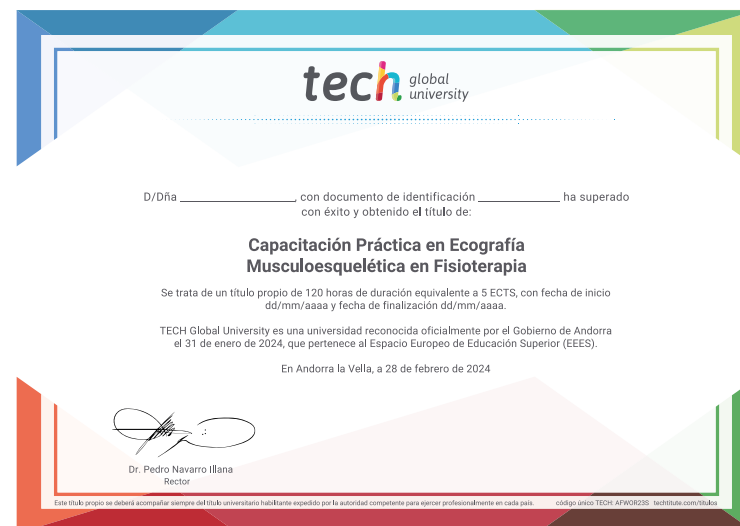 tech global university
D/Dña ____________________, con documento de identificación ______________ ha superado
con éxito y obtenido el título de:
Capacitación Práctica en Ecografía
Musculoesquelética en Fisioterapia
Se trata de un título propio de 120 horas de duración equivalente a 5 ECTS, con fecha de inicio
dd/mm/aaaa y fecha de finalización dd/mm/aaaa.
TECH Global University es una universidad reconocida oficialmente por el Gobierno de Andorra
el 31 de enero de 2024, que pertenece al Espacio Europeo de Educación Superior (EEES).
En Andorra la Vella, a 28 de febrero de 2024
Dr. Pedro Navarro Illana
Rector
Este título propio se deberá acompañar siempre del título universitario habilitante expedido por la autoridad competente para ejercer profesionalmente en cada país. código único TECH: AFWOR23S techtitute.com/titulos